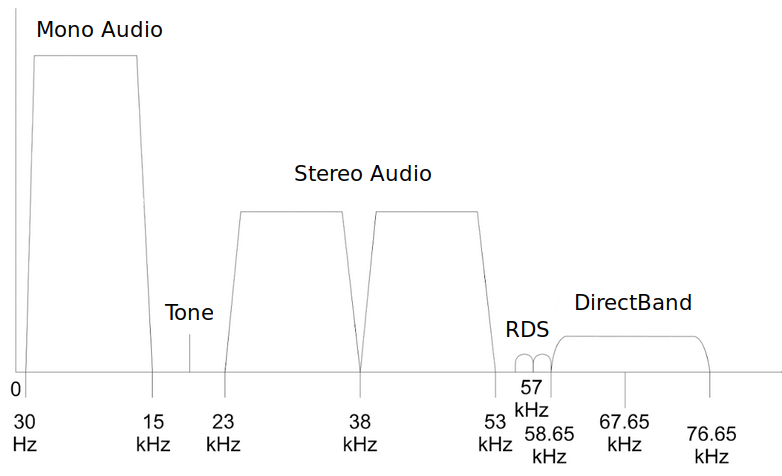 Mono Audio
Stereo Audio
Tone
DirectBand
RDS
0
30
Hz
15
kHz
23
kHz
38
kHz
53
kHz
57
kHz
58.65
kHz
67.65
kHz
76.65
kHz